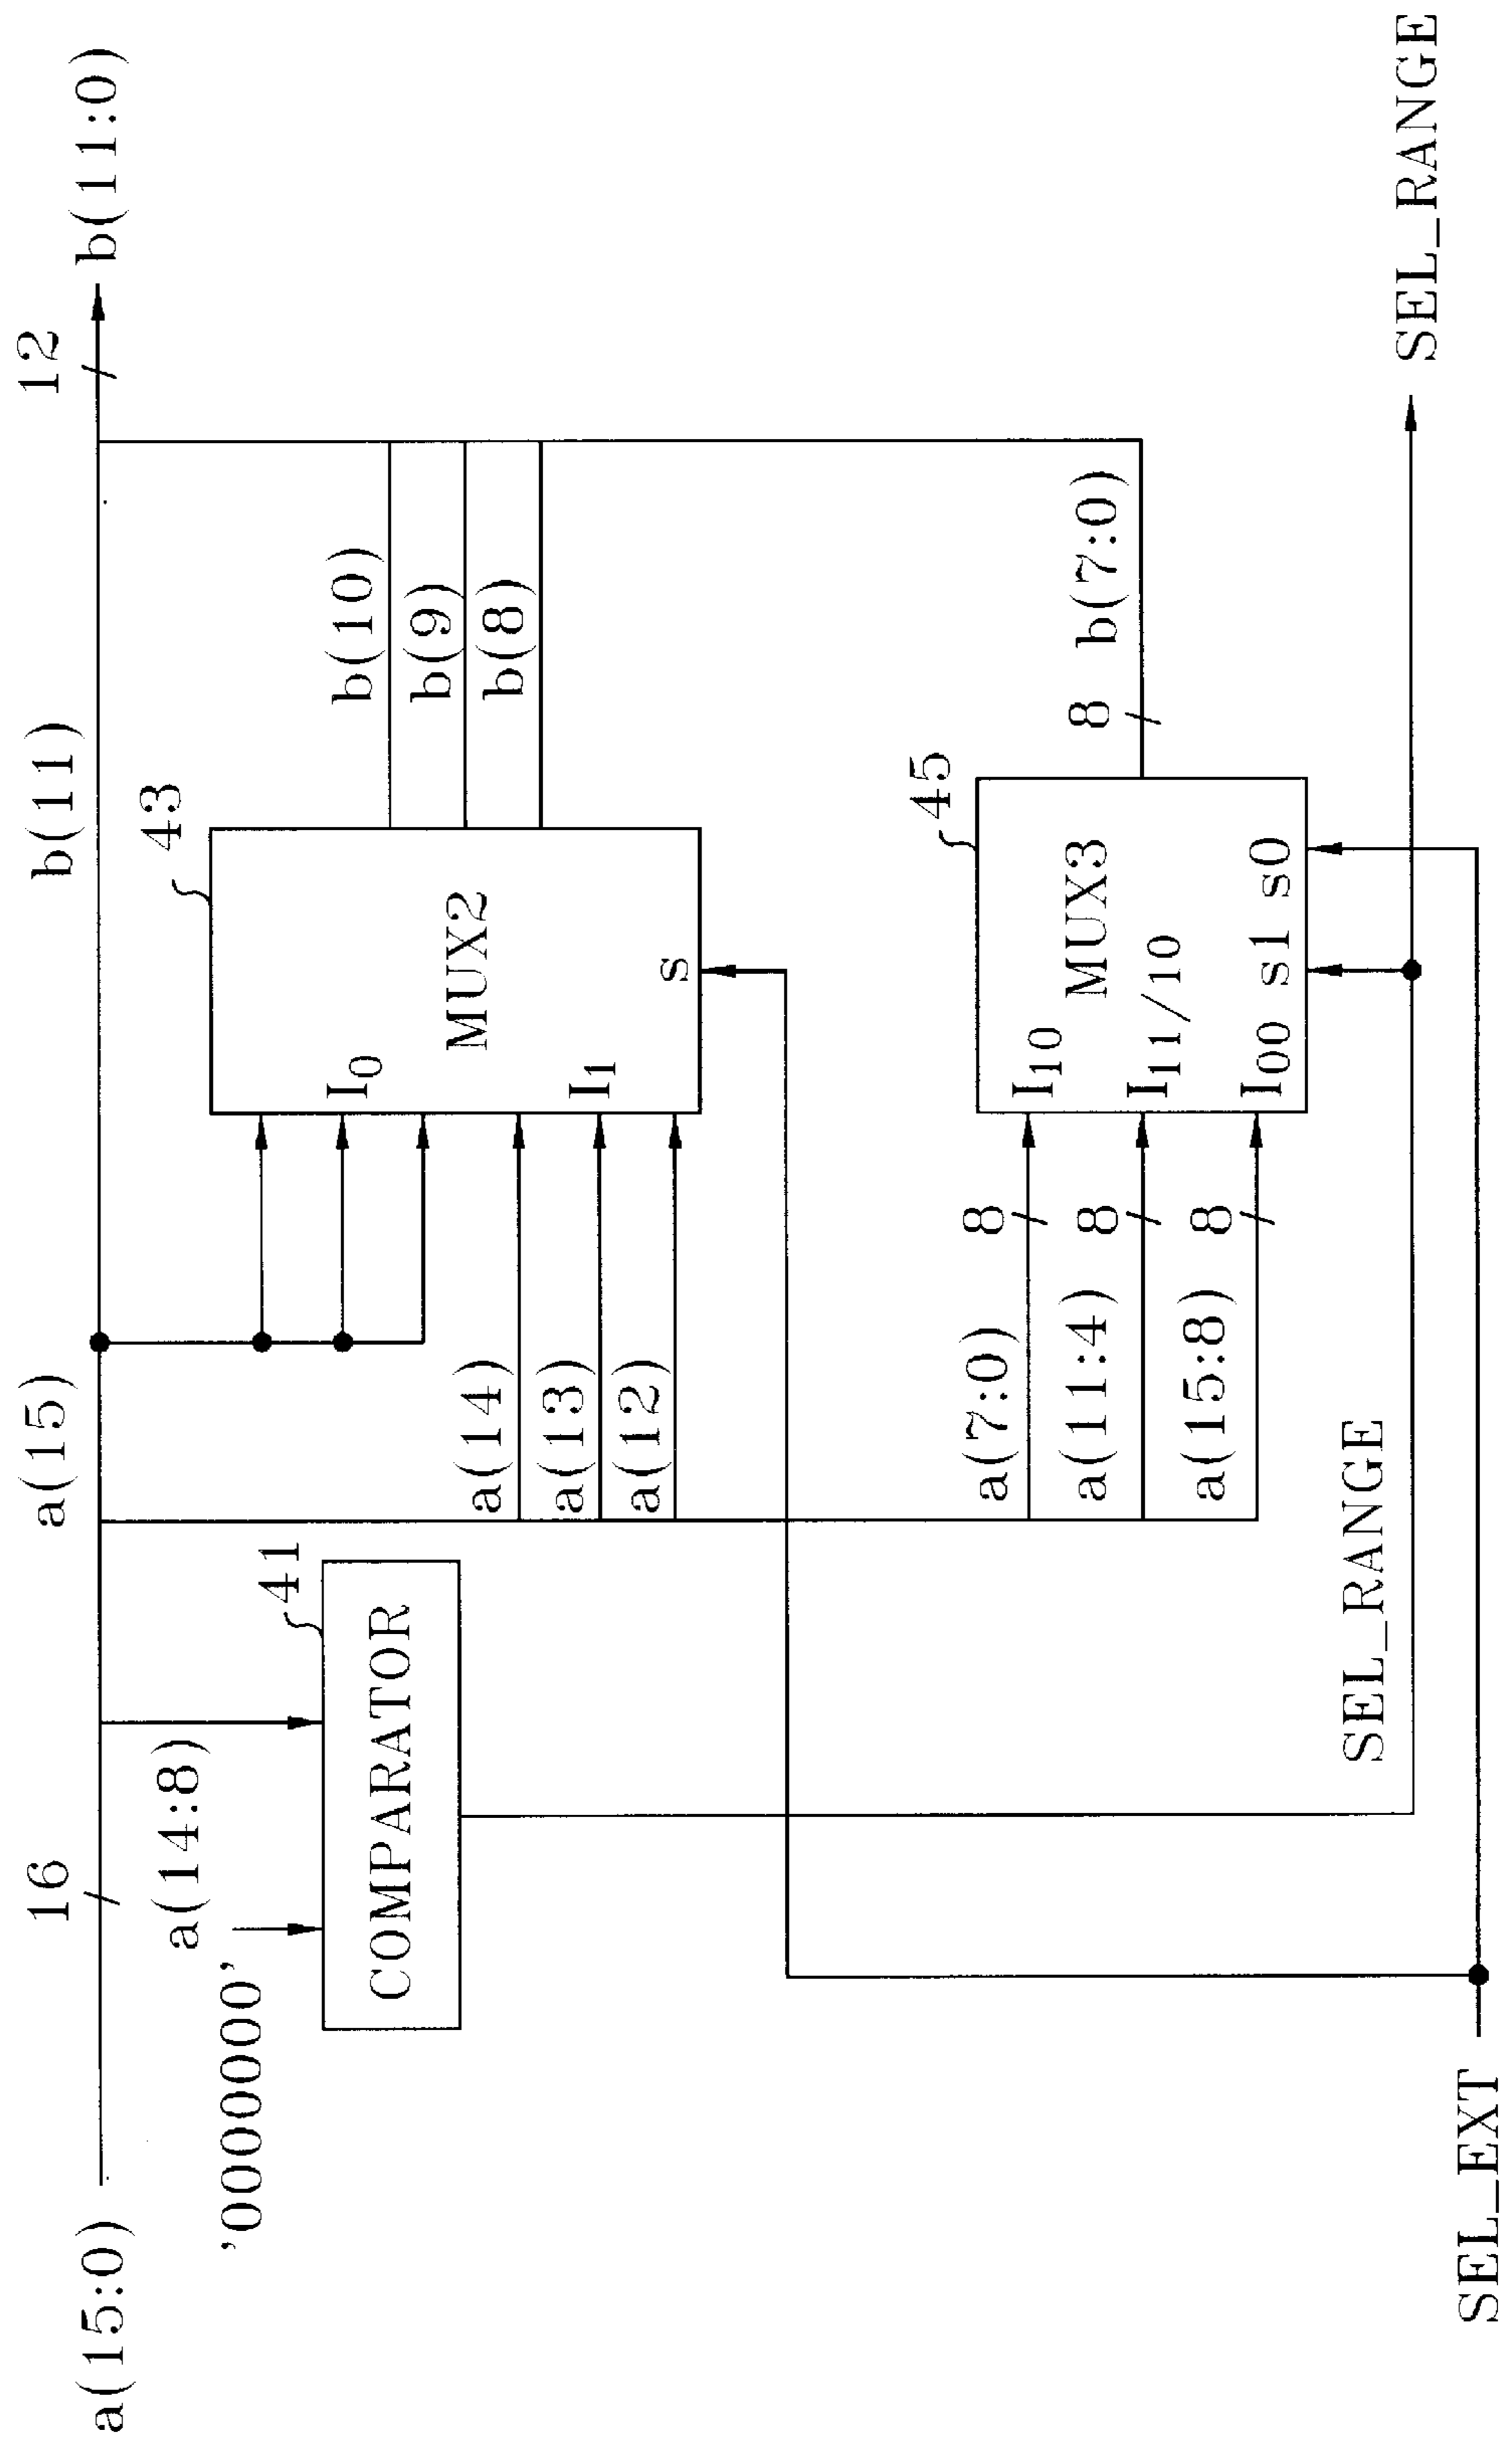 a(15:0)
16
a(15)
b(11)
12
b(11:0)
'0000000'
a(14:8)
41
COMPARATOR
43
I0
I1
MUX2
s
a(14)
a(13)
a(12)
b(10)
b(9)
b(8)
45
a(7:0)
8
a(11:4)
8
a(15:8)
8
I10
I11/10
I00 s1 s0
MUX3
8
b(7:0)
SEL_RANGE
SEL_RANGE
SEL_EXT